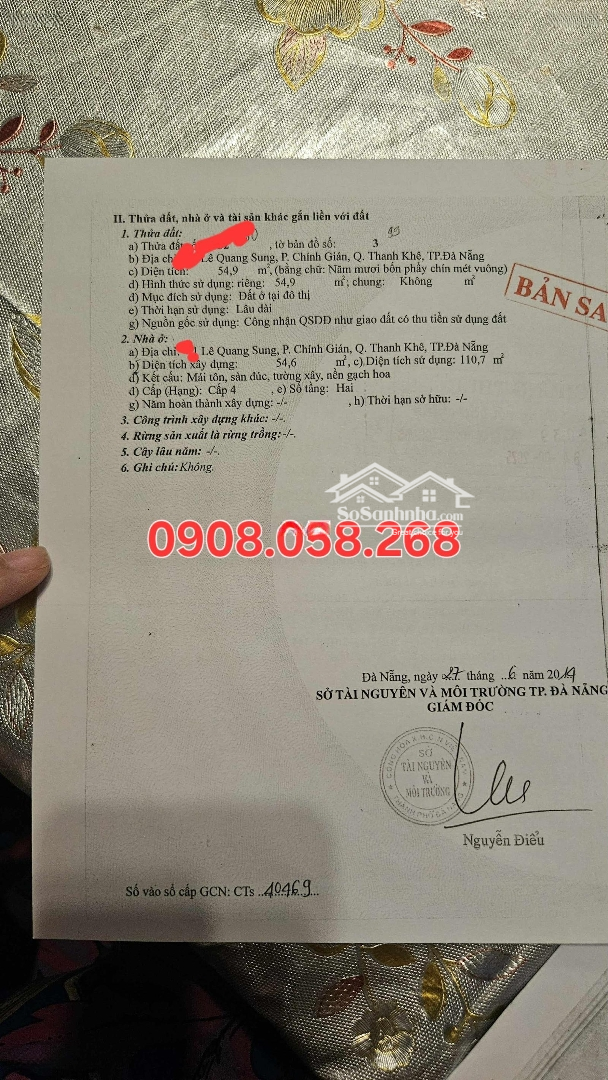 II. Thửa đất, nhà ở và tài sản khác gắn liền với đất
1. Thửa đất:
a) Thửa đất , tờ bản đồ số: 3 99
b) Địa ch Lê Quang Sung, P. Chính Gián, Q. Thanh Khê, TP.Đà Nẵng
c) Diện tích: 54,9 m², (bằng chữ: Năm mươi bốn phẩy chín mét vuông)
d) Hình thức sử dụng: riêng: 54,9 m²; chung: Không m²
đ) Mục đích sử dụng: Đất ở tại đô thị
e) Thời hạn sử dụng: Lâu dài
g) Nguồn gốc sử dụng: Công nhận QSDĐ như giao đất có thu tiền sử dụng đất
BẢN SA
2. Nhà ở:
a) Địa chỉ: Lê Quang Sung, P. Chính Gián, Q. Thanh Khê, TP.Đà Nẵng
b) Diện tích xây dựng: 54,6 m², c).Diện tích sử dụng: 110,7 m²
d) Kết cấu: Mái tôn, sàn đúc, tường xây, nền gạch hoa
đ) Cấp (Hạng): Cấp 4 , e) Số tầng: Hai
g) Năm hoàn thành xây dựng: -/- , h) Thời hạn sở hữu: -/-
3. Công trình xây dựng khác: -/-.
4. Rừng sản xuất là rừng trồng:-/-.
5. Cây lâu năm: -/-.
6. Ghi chú:Không.
SoSanhnha.com
0908.058.268
Đà Nẵng, ngày 27 tháng ..6 năm 2019
SỞ TÀI NGUYÊN VÀ MÔI TRƯỜNG TP. ĐÀ NẴNG
GIÁM ĐỐC
SỞ
TÀI NGUYÊN
VÀ
MÔI TRƯỜNG
Nguyễn Điểu
Số vào sổ cấp GCN: CTs ..40469...